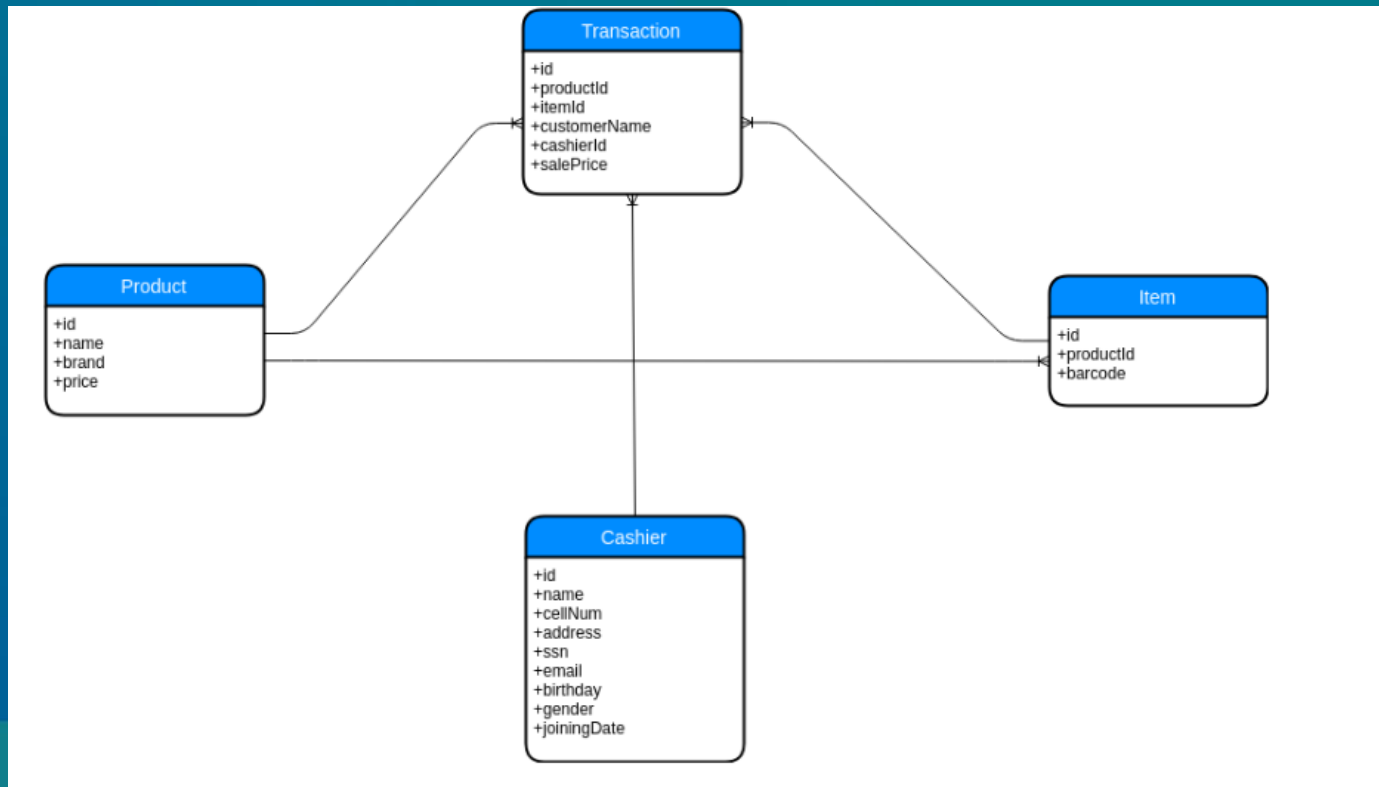 Transaction
+id
+productId
+itemId
+customerName
+cashierId
+salePrice
Product
+id
+name
+brand
+price
Item
+id
+productId
+barcode
Cashier
+id
+name
+cellNum
+address
+ssn
+email
+birthday
+gender
+joiningDate